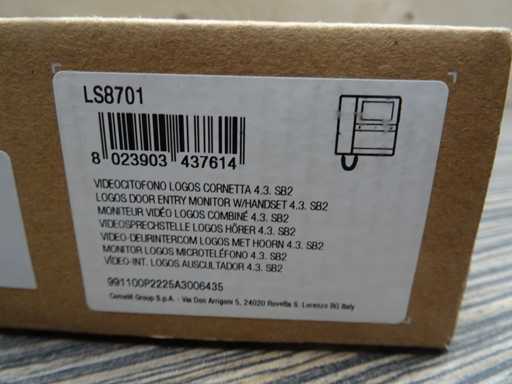 LS8701
8 023903 437614
VIDEOCITOFONO LOGOS CORNETTA 4.3. SB2
LOGOS DOOR ENTRY MONITOR W/HANDSET 4.3. SB2
MONITEUR VIDÉO LOGOS COMBINÉ 4.3. SB2
VIDEOSPRECHSTELLE LOGOS HÖRER 4.3. SB2
VIDEO-DEURINTERCOM LOGOS MET HOORN 4.3. SB2
MONITOR LOGOS MICROTELÉFONO 4.3. SB2
VÍDEO-INT. LOGOS AUSCULTADOR 4.3. SB2
991100P2225A3006435
Comelit Group S.p.A. - Via Don Arrigoni 5, 24020 Rovetta S. Lorenzo BG Italy